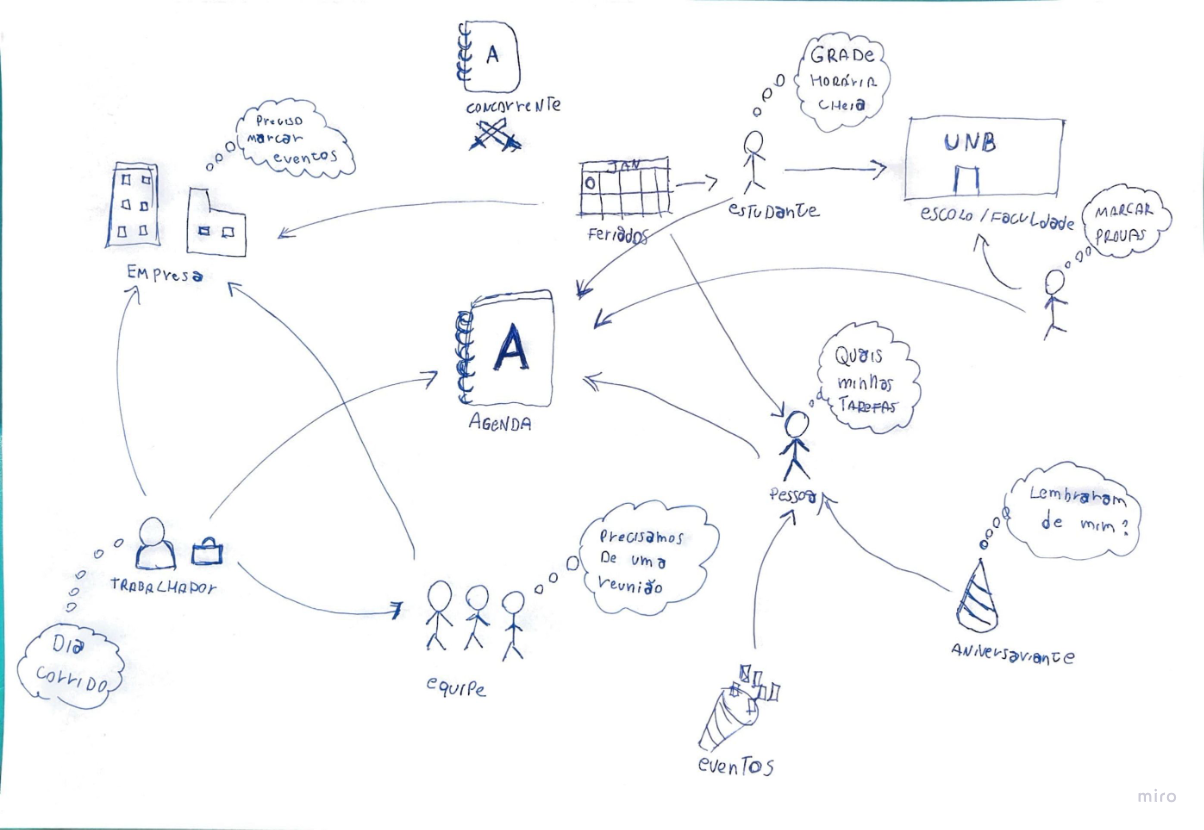 A
CONCORRENTE
GRADE
HORÁRIA
CHEIA
PRECISO
marcar
eventos
JAN
UNB
Feriados
estudante
escola / Faculdade
MARCAR
PROVAS
EMPresa
A
AGENDA
Quais
minhas
TAREFAS
Pessoa
Lembraram
de mim?
Precisamos
De uma
reunião
TRABALHADOR
DIA
corrido
equipe
ANiversariante
eventos
miro